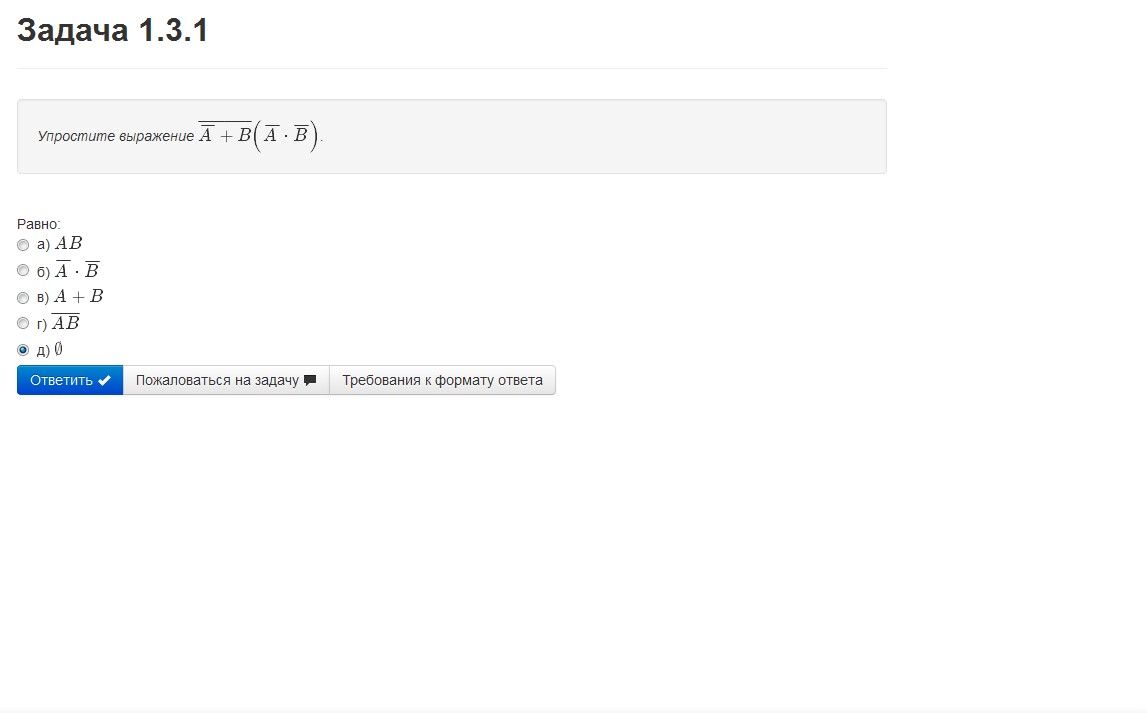 Задача 1.3.1
Упростите выражение $\overline{\overline{A} + B}\left(\overline{A} \cdot \overline{B}\right)$.
Равно:
а) $AB$
б) $\overline{A} \cdot \overline{B}$
в) $A + B$
г) $\overline{AB}$
д) $\emptyset$
Ответить Пожаловаться на задачу Требования к формату ответа